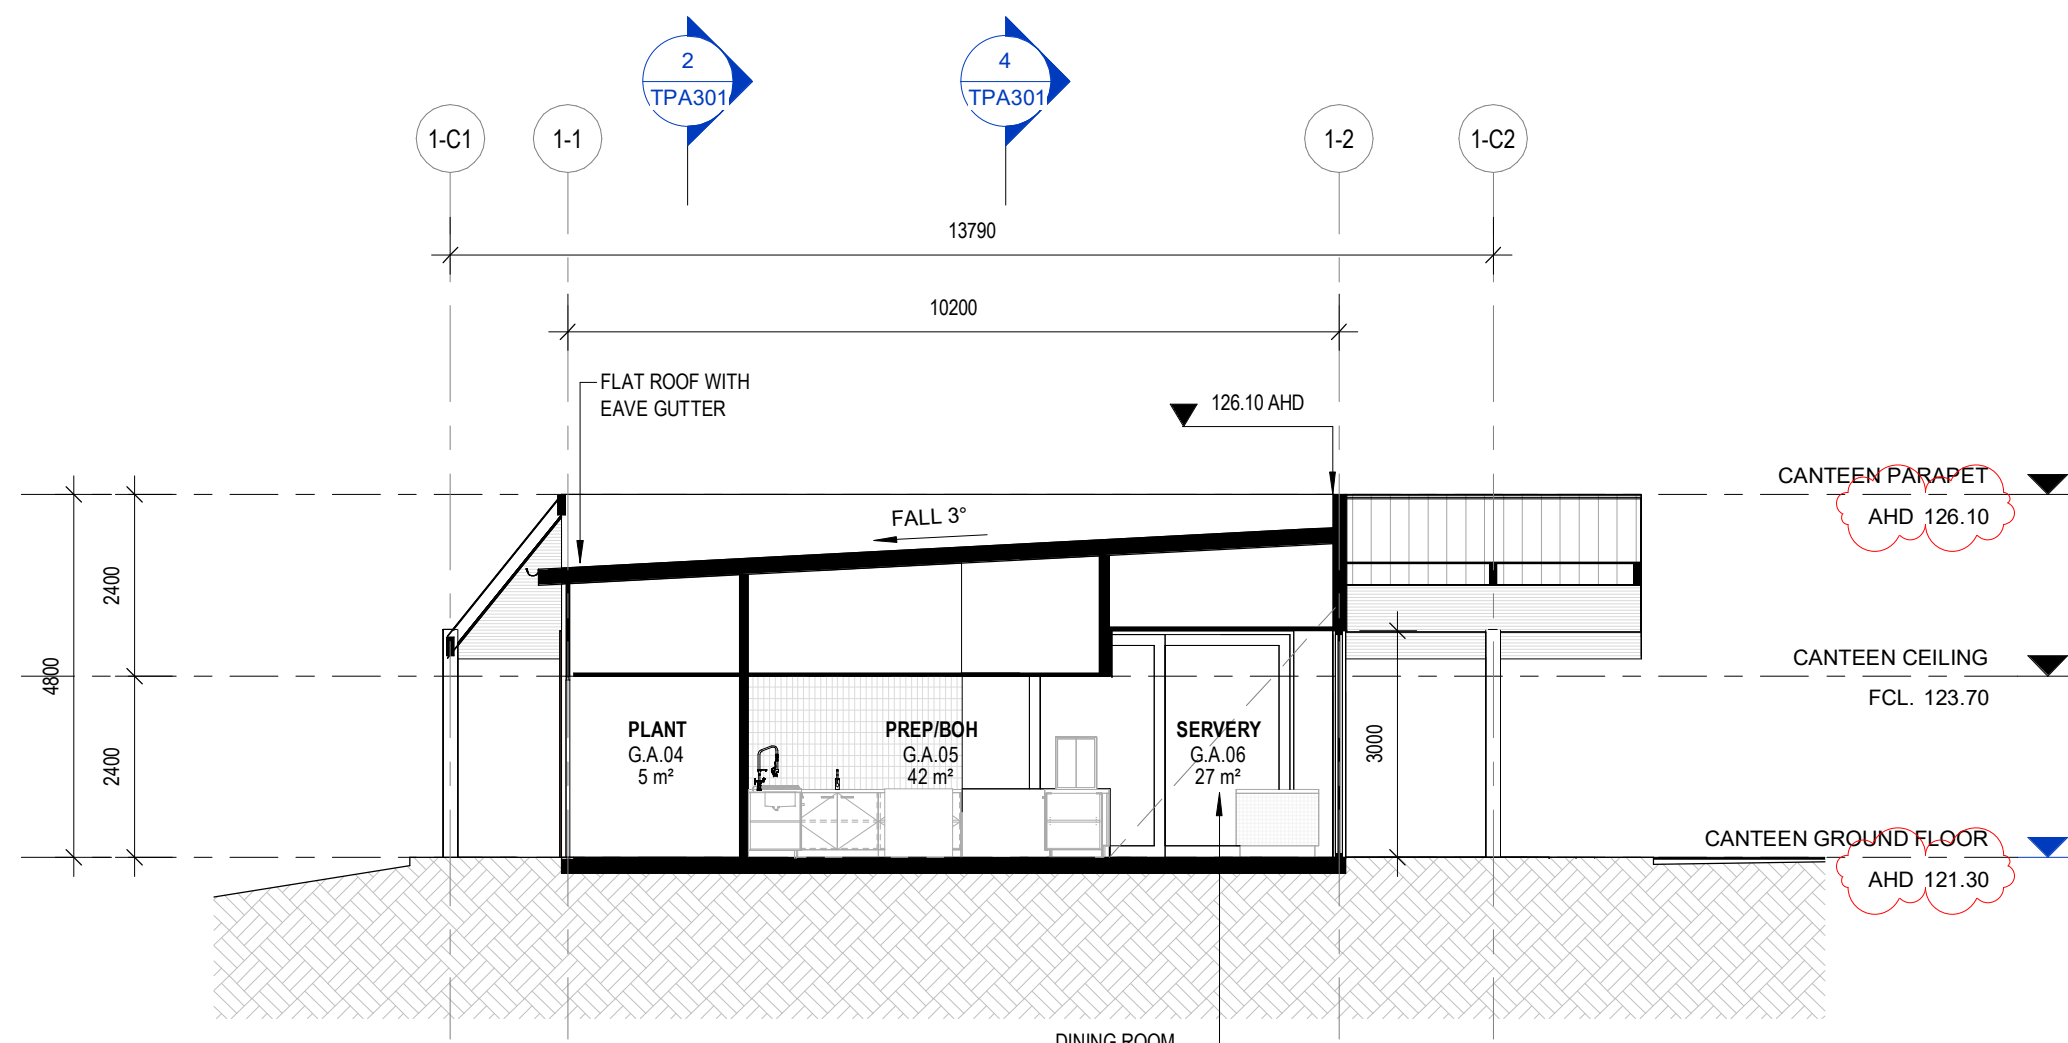 2
TPA301
4
TPA301
1-C1
1-1
1-2
1-C2
13790
10200
FLAT ROOF WITH
EAVE GUTTER
126.10 AHD
FALL 3°
CANTEEN PARAPET
AHD 126.10
2400
4800
2400
CANTEEN CEILING
FCL. 123.70
PLANT
G.A.04
5 m²
PREP/BOH
G.A.05
42 m²
SERVERY
G.A.06
27 m²
3000
CANTEEN GROUND FLOOR
AHD 121.30
DINING ROOM